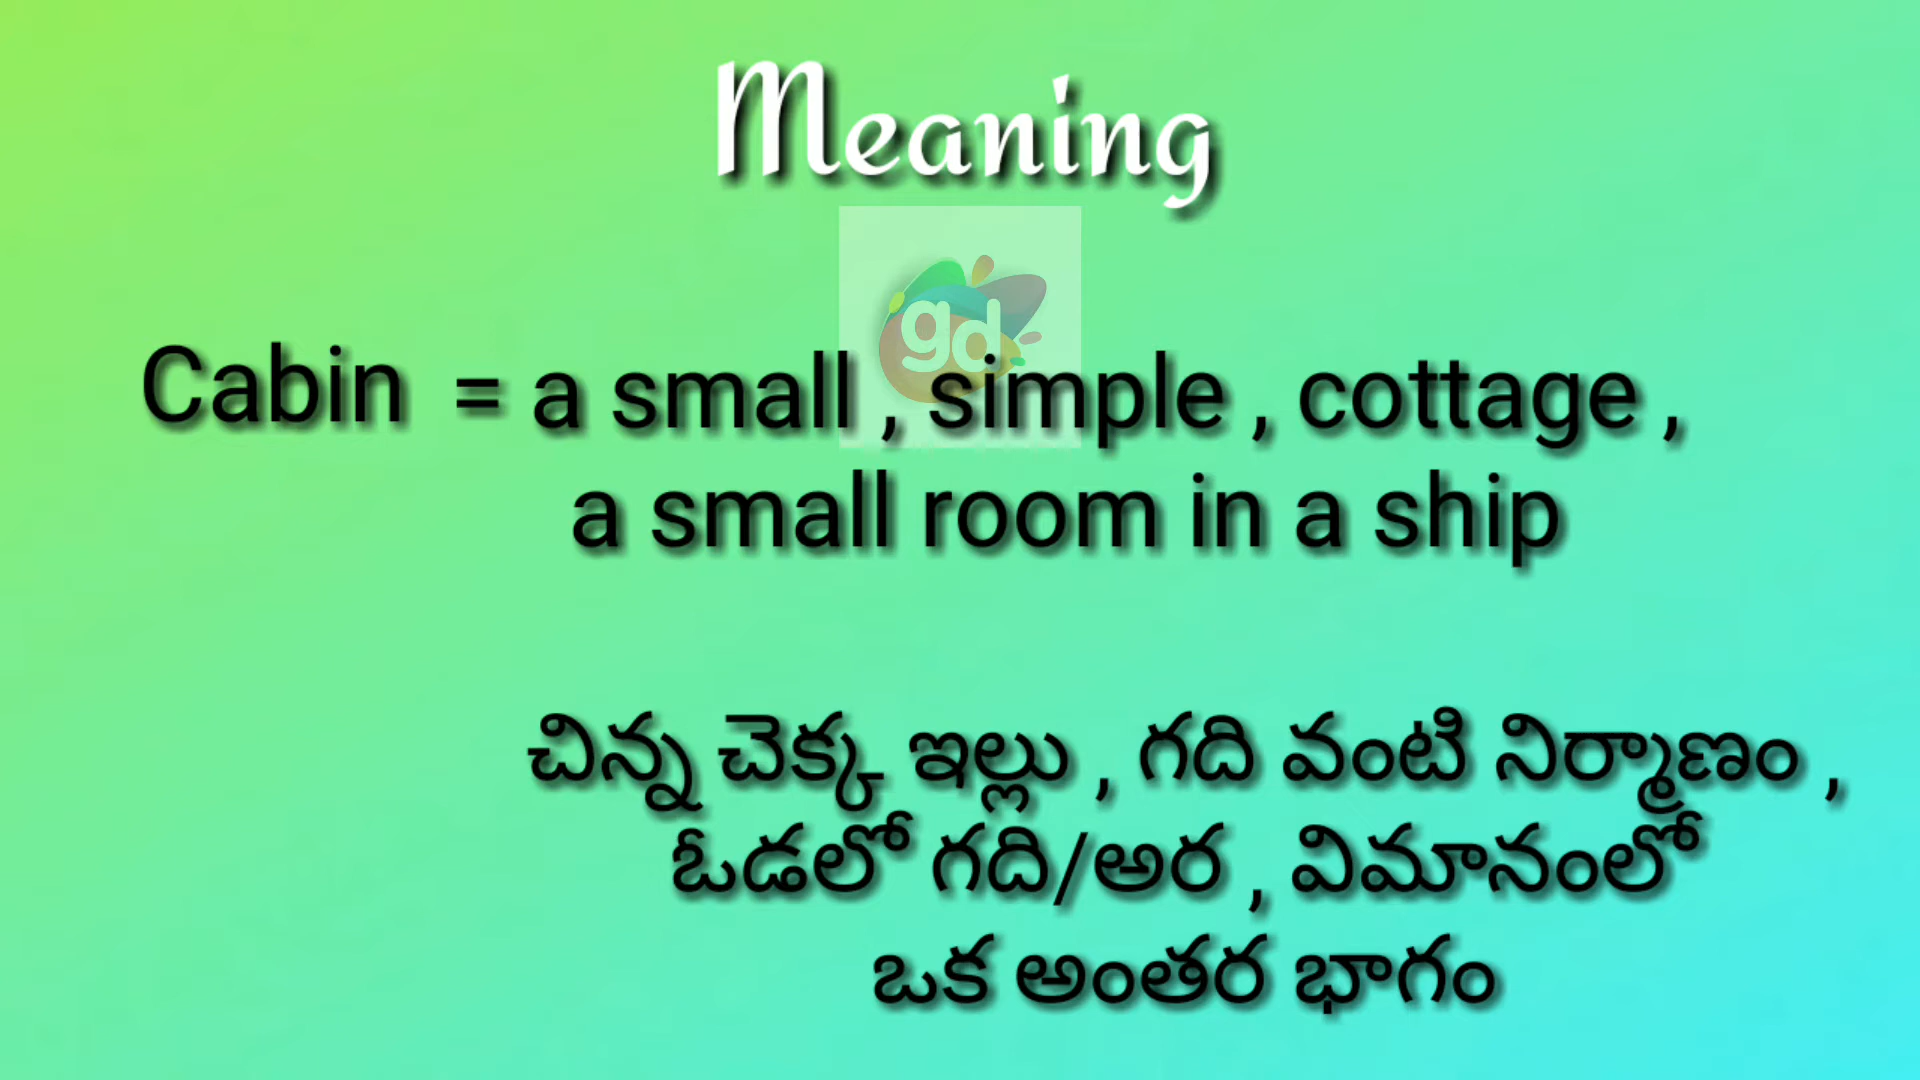 Meaning
gd
Cabin = a small , simple , cottage ,
a small room in a ship
చిన్న చెక్క ఇల్లు , గది వంటి నిర్మాణం ,
ఓడలో గది/అర , విమానంలో
ఒక అంతర భాగం